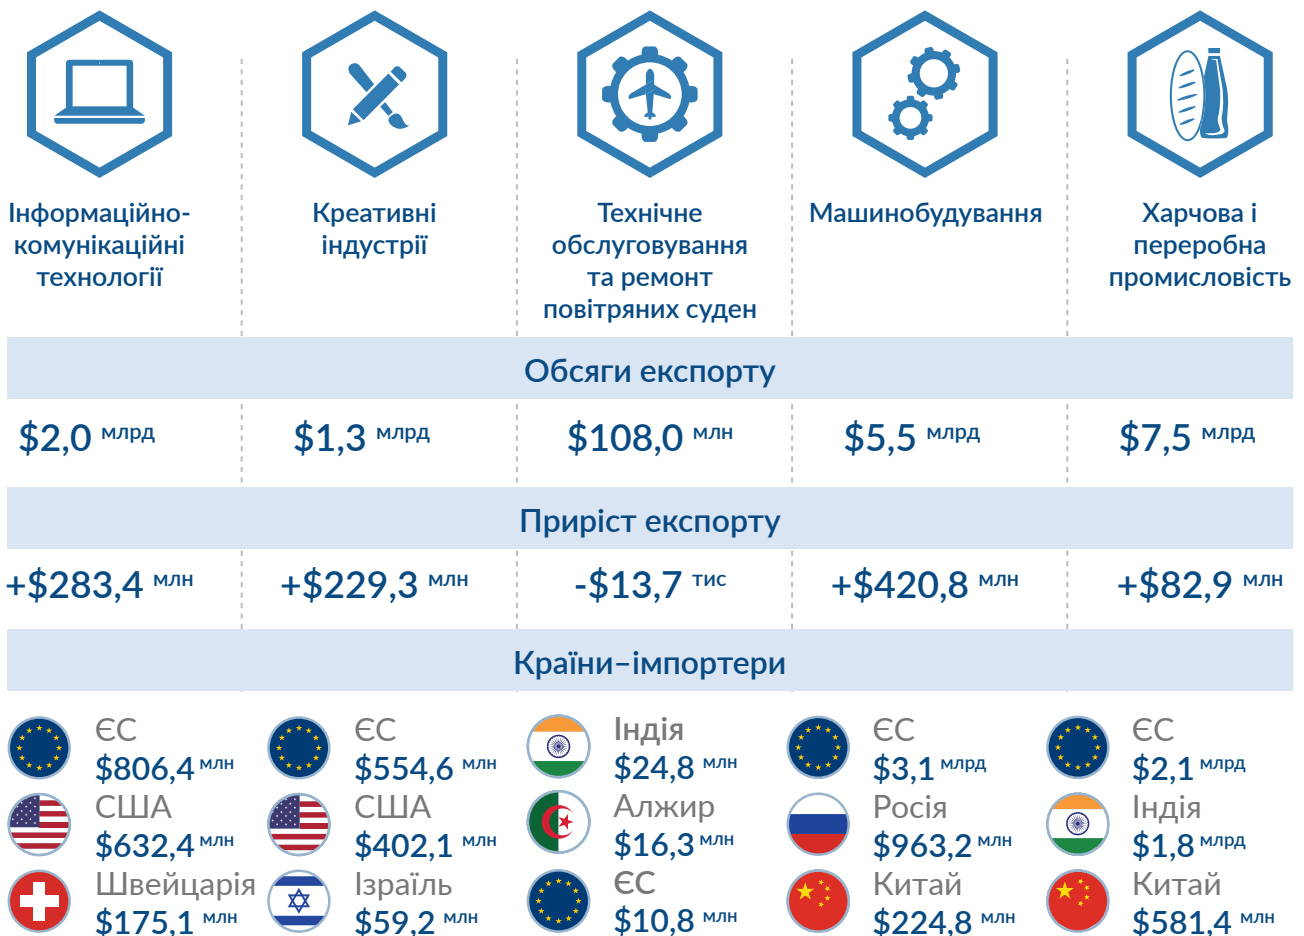 Інформаційно-
комунікаційні
технології
Креативні
індустрії
Технічне
обслуговування
та ремонт
повітряних суден
Машинобудування
Харчова і
переробна
промисловість
Обсяги експорту
$2,0 млрд
$1,3 млрд
$108,0 млн
$5,5 млрд
$7,5 млрд
Приріст експорту
+$283,4 млн
+$229,3 млн
-$13,7 тис
+$420,8 млн
+$82,9 млн
Країни–імпортери
ЄС
$806,4 млн
США
$632,4 млн
Швейцарія
$175,1 млн
ЄС
$554,6 млн
США
$402,1 млн
Ізраїль
$59,2 млн
Індія
$24,8 млн
Алжир
$16,3 млн
ЄС
$10,8 млн
ЄС
$3,1 млрд
Росія
$963,2 млн
Китай
$224,8 млн
ЄС
$2,1 млрд
Індія
$1,8 млрд
Китай
$581,4 млн